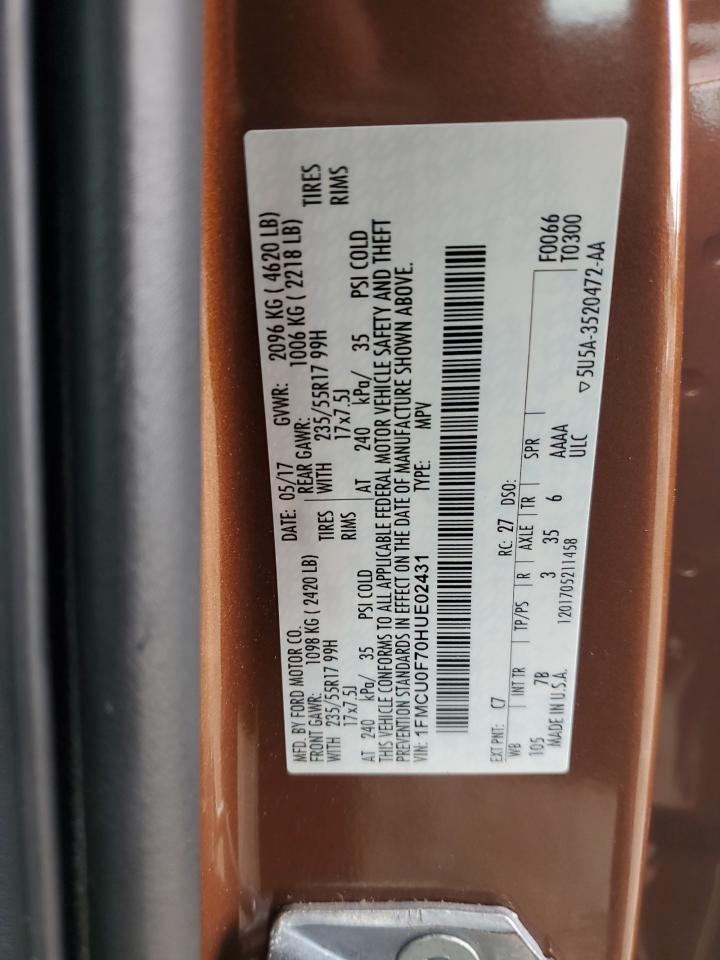 MFD. BY FORD MOTOR CO. DATE: 05/17 GVWR: 2096 KG ( 4620 LB)
FRONT GAWR: 1098 KG ( 2420 LB) REAR GAWR: 1006 KG ( 2218 LB)
WITH 235/55R17 99H TIRES WITH 235/55R17 99H TIRES
17x7.5J RIMS 17x7.5J RIMS
AT 240 kPa/ 35 PSI COLD AT 240 kPa/ 35 PSI COLD
THIS VEHICLE CONFORMS TO ALL APPLICABLE FEDERAL MOTOR VEHICLE SAFETY AND THEFT
PREVENTION STANDARDS IN EFFECT ON THE DATE OF MANUFACTURE SHOWN ABOVE.
VIN: 1FMCU0F70HUE02431 TYPE: MPV
EXT PNT: C7 RC: 27 DSO: F0066
WB INT TR TP/PS R AXLE TR SPR T0300
105 7B 3 35 6 AAAA
MADE IN U.S.A. 1201705211458 ULC ▽5U5A-3520472-AA